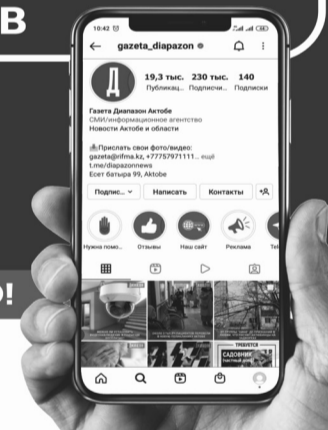 В
10:42
gazeta_diapazon
Д
19,3 тыс. 230 тыс. 140
Публикац... Подписчи... Подписки
Газета Диапазон Актобе
СМИ/информационное агентство
Новости Актобе и области
Прислать свои фото/видео:
gazeta@rifma.kz, +77757971111... ещё
t.me/diapazonnews
Есет батыра 99, Aktobe
Подпис... Написать Контакты
Нужна помо... Отзывы Наш сайт Реклама Tel
!
ТРЕБУЕТСЯ
САДОВНИК